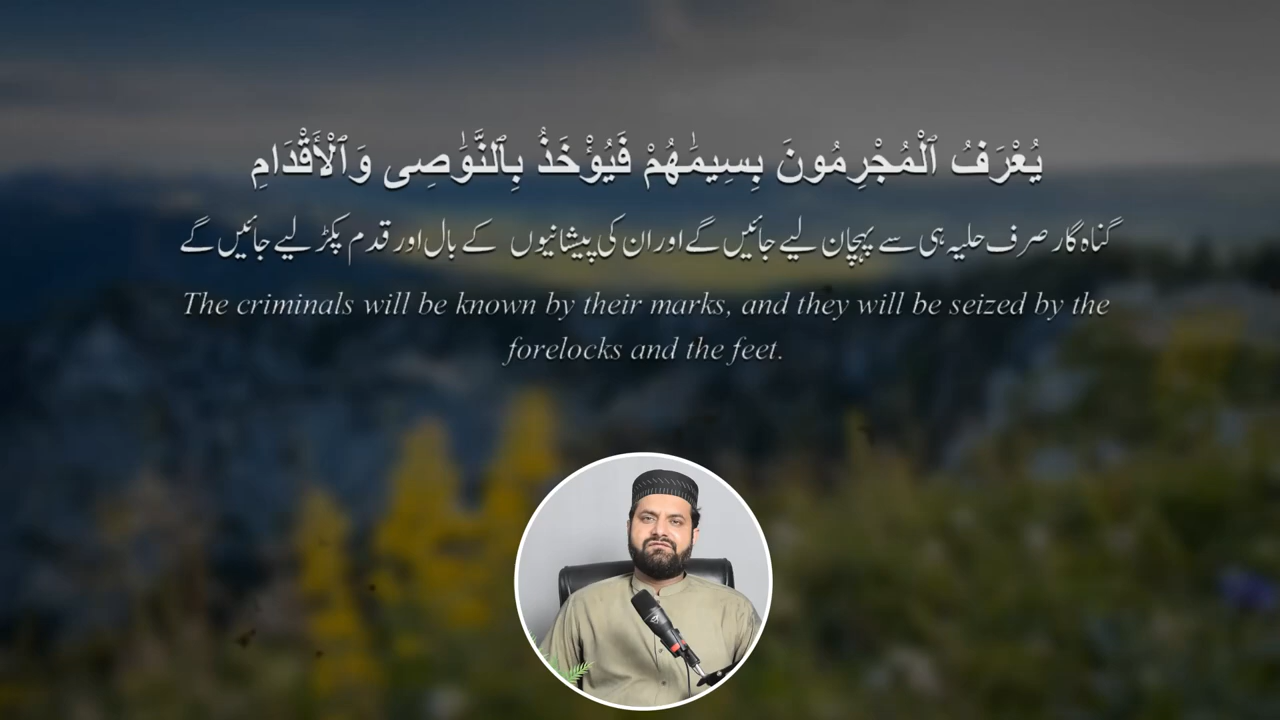 يُعْرَفُ ٱلْمُجْرِمُونَ بِسِيمَٰهُمْ فَيُؤْخَذُ بِٱلنَّوَٰصِى وَٱلْأَقْدَامِ
گناہ گار صرف حلیہ ہی سے پہچان لیے جائیں گے اور ان کی پیشانیوں کے بال اور قدم پکڑ لیے جائیں گے
The criminals will be known by their marks, and they will be seized by the
forelocks and the feet.